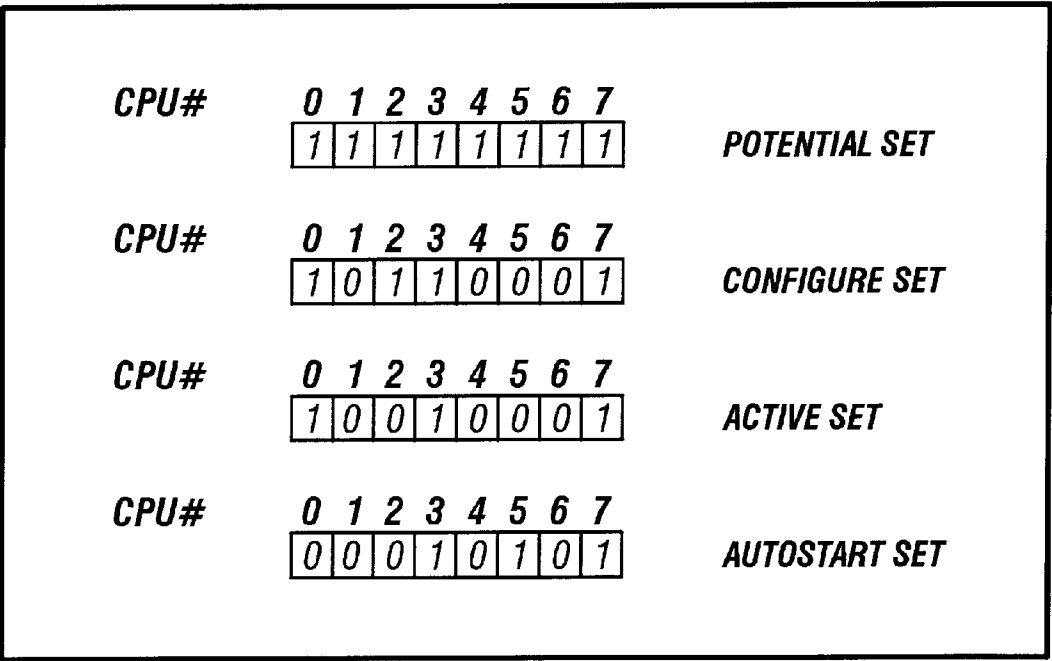 CPU# 0 1 2 3 4 5 6 7
1 1 1 1 1 1 1 1 POTENTIAL SET
CPU# 0 1 2 3 4 5 6 7
1 0 1 1 0 0 0 1 CONFIGURE SET
CPU# 0 1 2 3 4 5 6 7
1 0 0 1 0 0 0 1 ACTIVE SET
CPU# 0 1 2 3 4 5 6 7
0 0 0 1 0 1 0 1 AUTOSTART SET